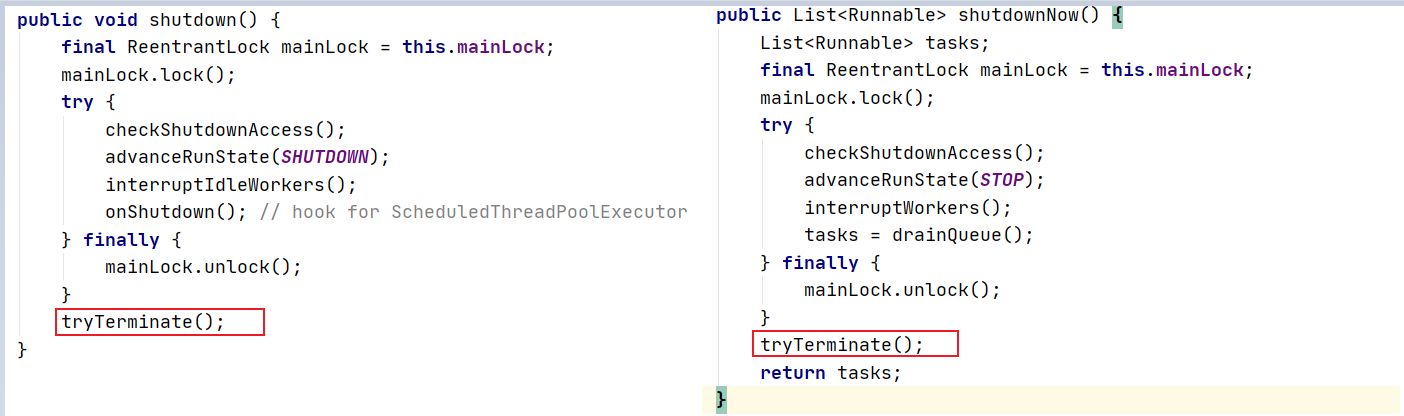 public void shutdown() {
    final ReentrantLock mainLock = this.mainLock;
    mainLock.lock();
    try {
        checkShutdownAccess();
        advanceRunState(SHUTDOWN);
        interruptIdleWorkers();
        onShutdown(); // hook for ScheduledThreadPoolExecutor
    } finally {
        mainLock.unlock();
    }
    tryTerminate();
}
public List<Runnable> shutdownNow() {
    List<Runnable> tasks;
    final ReentrantLock mainLock = this.mainLock;
    mainLock.lock();
    try {
        checkShutdownAccess();
        advanceRunState(STOP);
        interruptWorkers();
        tasks = drainQueue();
    } finally {
        mainLock.unlock();
    }
    tryTerminate();
    return tasks;
}